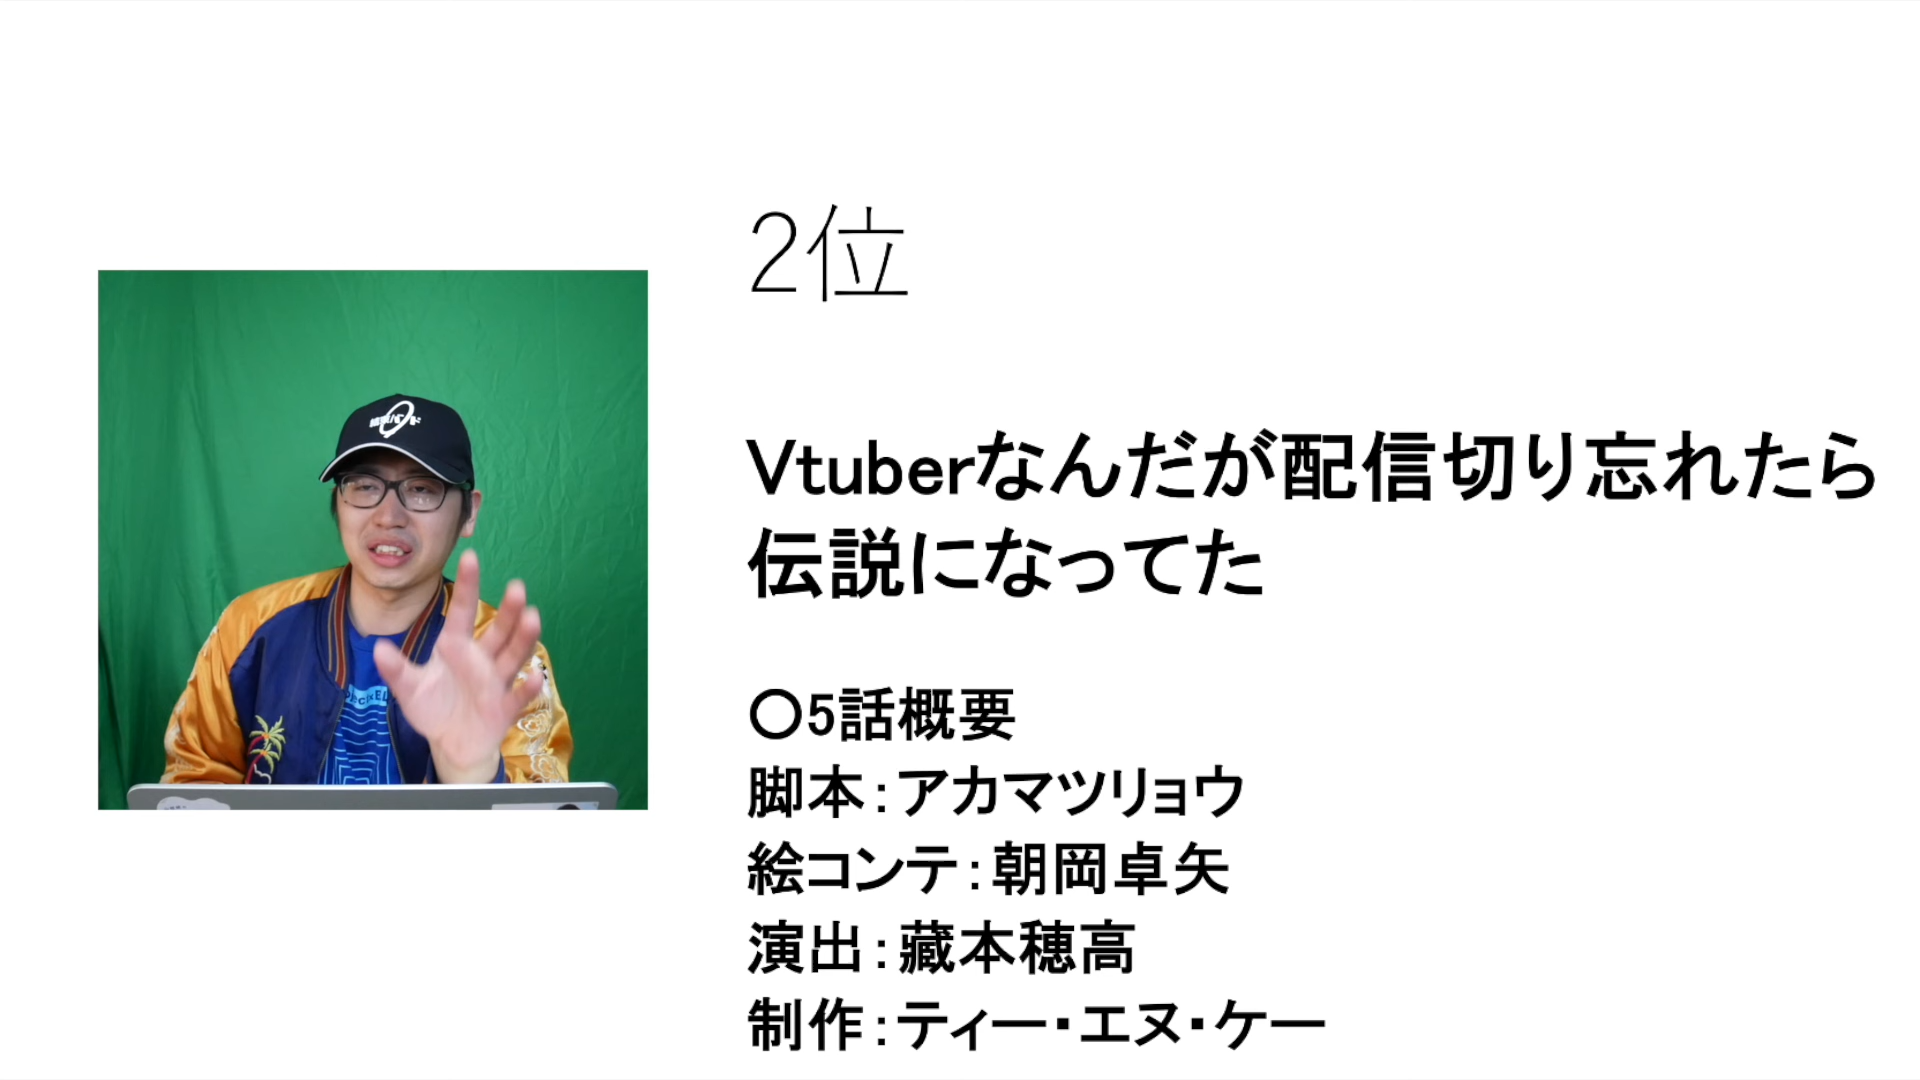 2位
Vtuberなんだが配信切り忘れたら
伝説になってた
〇5話概要
脚本：アカマツリョウ
絵コンテ：朝岡卓矢
演出：藏本穂高
制作：ティー・エヌ・ケー